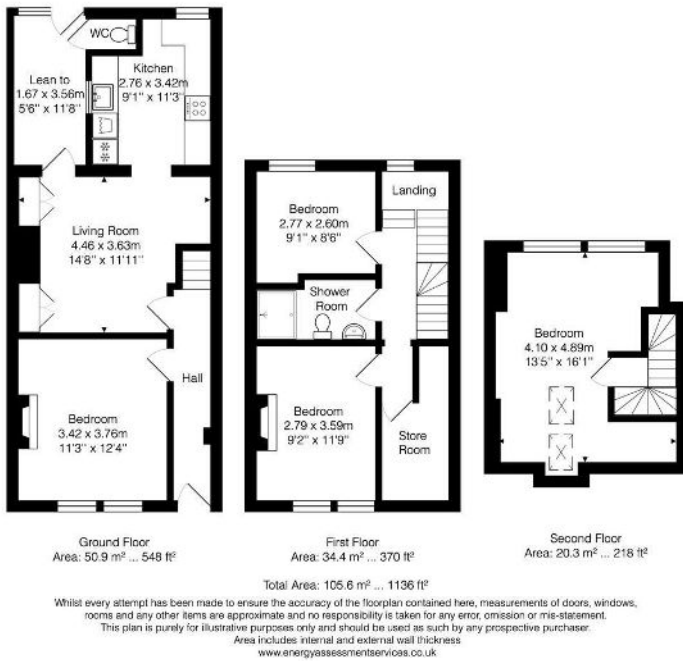 WC
Lean to
1.67 x 3.56m
5'6" x 11'8"
Kitchen
2.76 x 3.42m
9'1" x 11'3"
Living Room
4.46 x 3.63m
14'8" x 11'11"
Hall
Bedroom
3.42 x 3.76m
11'3" x 12'4"
Landing
Bedroom
2.77 x 2.60m
9'1" x 8'6"
Shower
Room
Bedroom
2.79 x 3.59m
9'2" x 11'9"
Store
Room
Bedroom
4.10 x 4.89m
13'5" x 16'1"
Ground Floor
Area: 50.9 m² ... 548 ft²
First Floor
Area: 34.4 m² ... 370 ft²
Second Floor
Area: 20.3 m² ... 218 ft²
Total Area: 105.6 m² ... 1136 ft²
Whilst every attempt has been made to ensure the accuracy of the floorplan contained here, measurements of doors, windows,
rooms and any other items are approximate and no responsibility is taken for any error, omission or mis-statement.
This plan is purely for illustrative purposes only and should be used as such by any prospective purchaser.
Area includes internal and external wall thickness
www.energyassessmentservices.co.uk